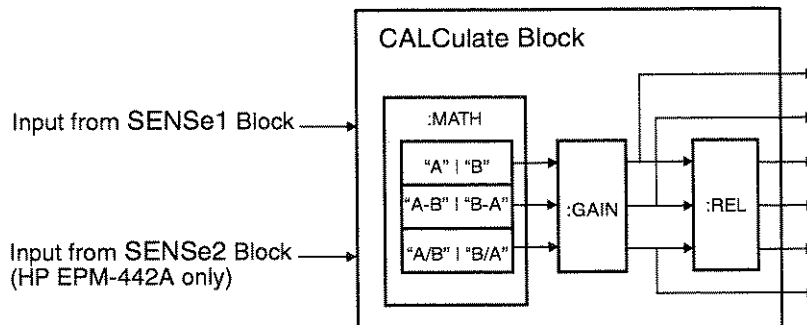 CALCulate Block
Input from SENSe1 Block
:MATH
“A” | “B”
“A-B” | “B-A”
“A/B” | “B/A”
:GAIN
:REL
Input from SENSe2 Block
(HP EPM-442A only)